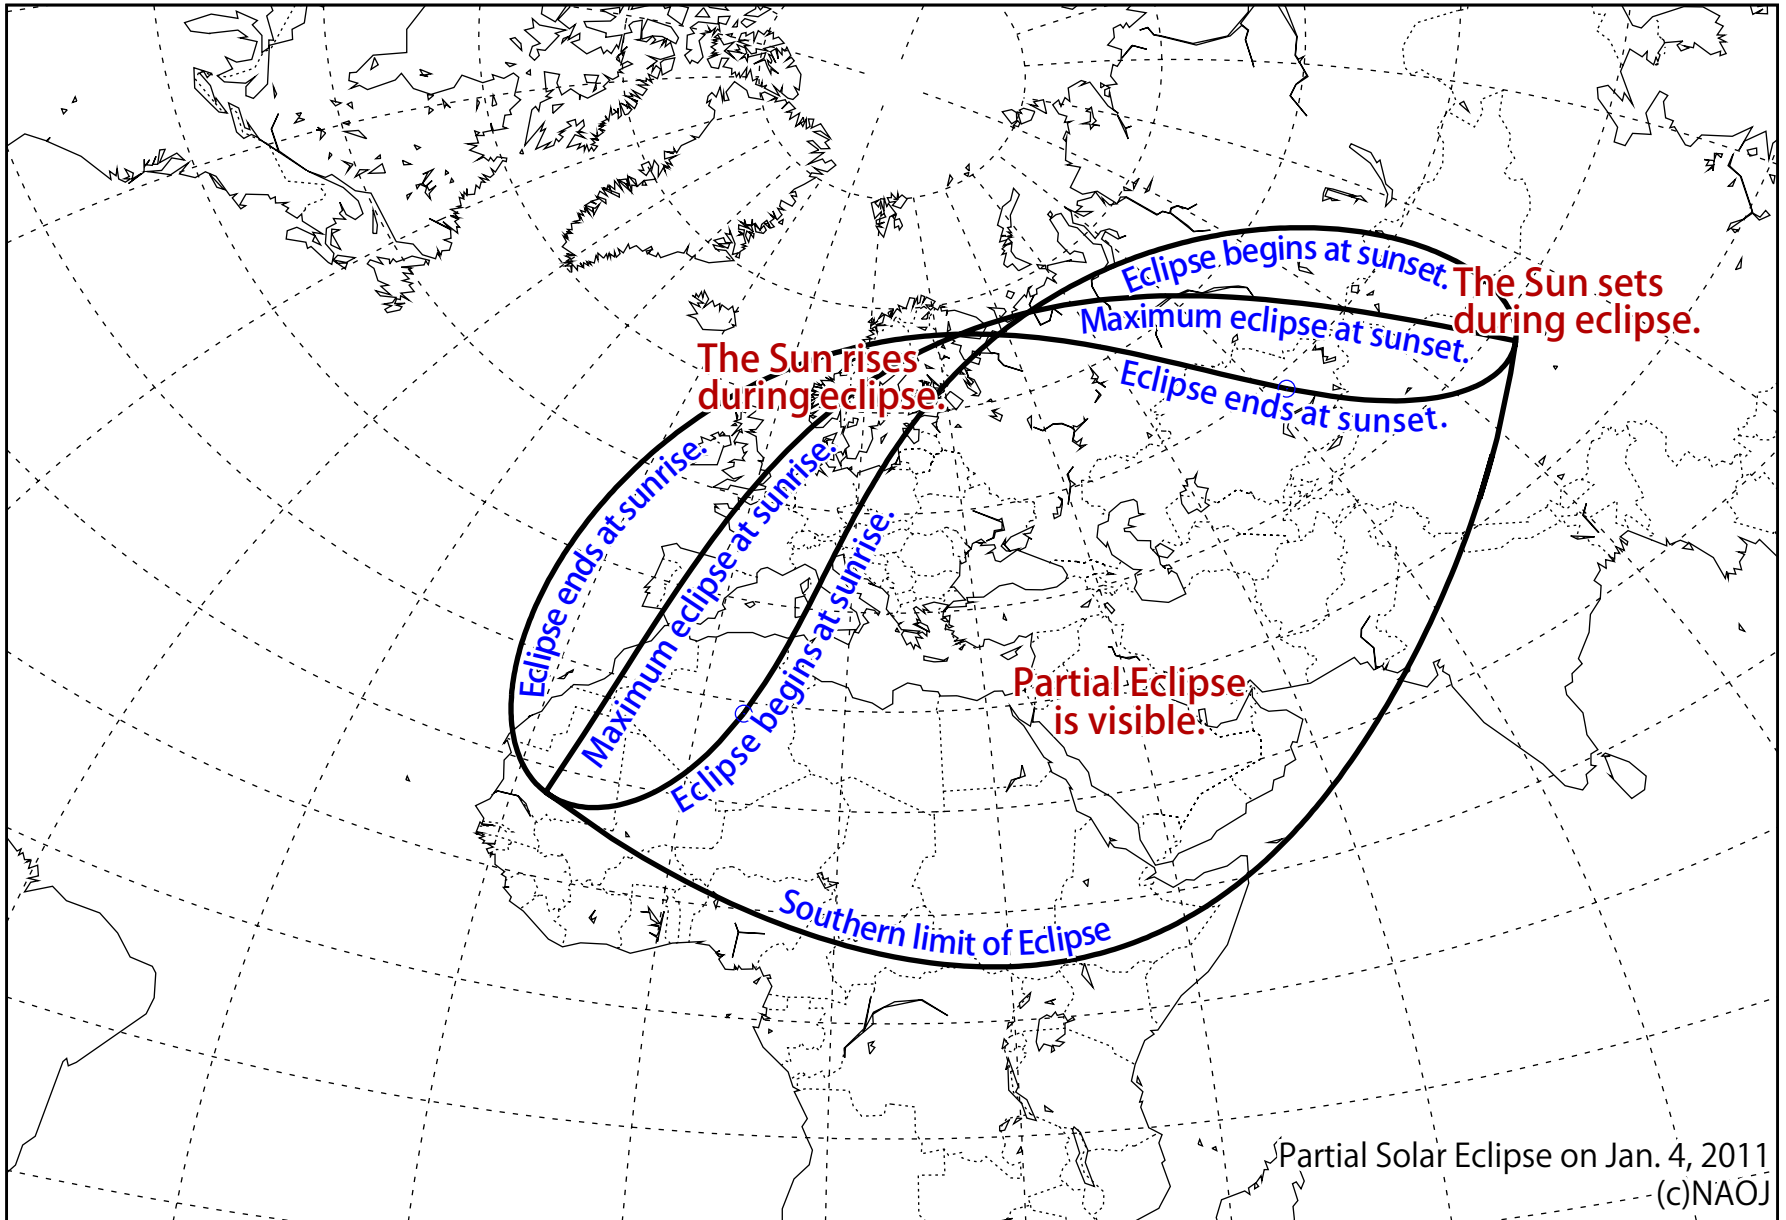 Eclipse begins at sunset.
The Sun sets
during eclipse.
Maximum eclipse at sunset.
Eclipse ends at sunset.
The Sun rises
during eclipse.
Eclipse ends at sunrise.
Maximum eclipse at sunrise.
Eclipse begins at sunrise.
Partial Eclipse
is visible.
Southern limit of Eclipse
Partial Solar Eclipse on Jan. 4, 2011
(c)NAOJ